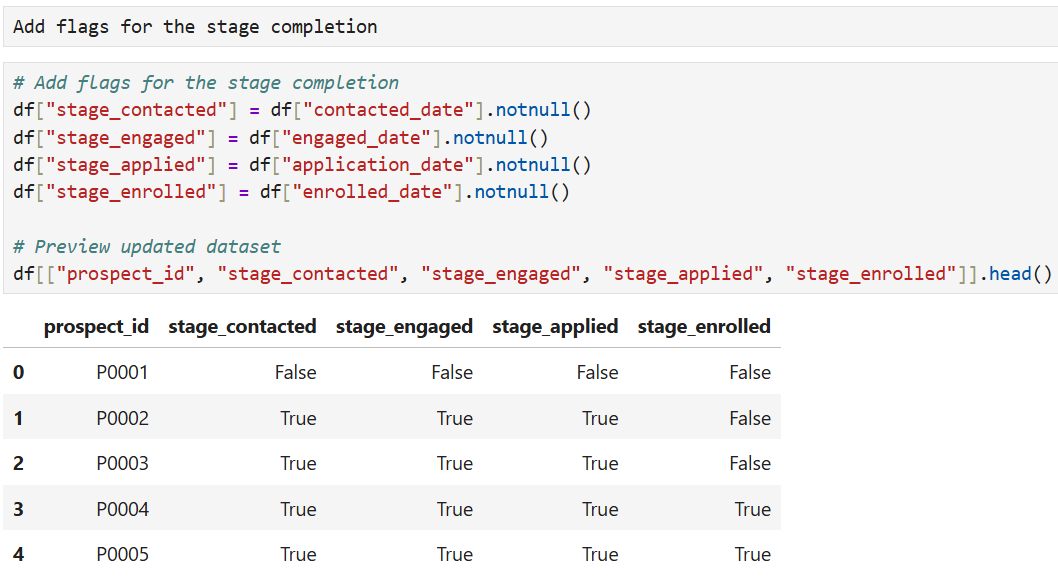 Add flags for the stage completion
# Add flags for the stage completion
df["stage_contacted"] = df["contacted_date"].notnull()
df["stage_engaged"] = df["engaged_date"].notnull()
df["stage_applied"] = df["application_date"].notnull()
df["stage_enrolled"] = df["enrolled_date"].notnull()
# Preview updated dataset
df[["prospect_id", "stage_contacted", "stage_engaged", "stage_applied", "stage_enrolled"]].head()
prospect_id stage_contacted stage_engaged stage_applied stage_enrolled
0 P0001 False False False False
1 P0002 True True True False
2 P0003 True True True False
3 P0004 True True True True
4 P0005 True True True True